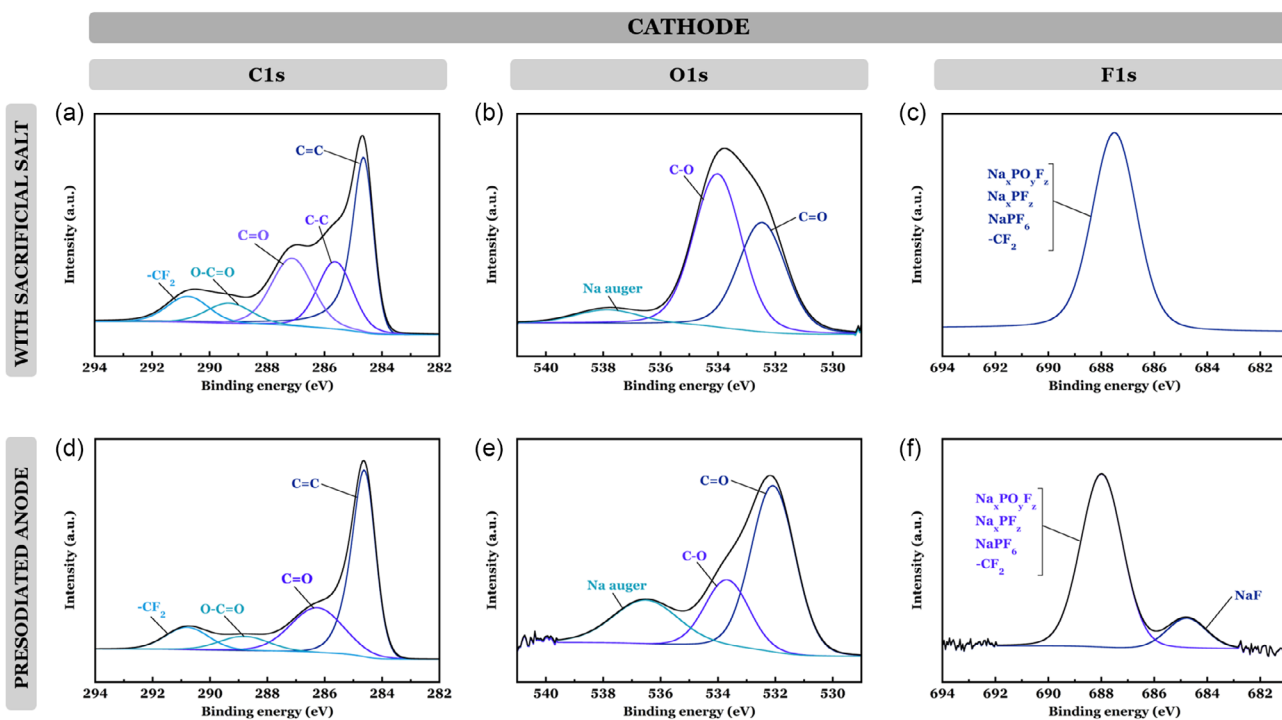 CATHODE
C1s
O1s
F1s
WITH SACRIFICIAL SALT
(a)
Intensity (a.u.)
C=C
C-C
C=O
O-C=O
-CF2
294 292 290 288 286 284 282
Binding energy (eV)
(b)
Intensity (a.u.)
C-O
C=O
Na auger
540 538 536 534 532 530
Binding energy (eV)
(c)
Intensity (a.u.)
NaxPOyFz
NaxPFz
NaPF6
-CF2
694 692 690 688 686 684 682
Binding energy (eV)
PRESODIATED ANODE
(d)
Intensity (a.u.)
C=C
C=O
O-C=O
-CF2
294 292 290 288 286 284 282
Binding energy (eV)
(e)
Intensity (a.u.)
C=O
C-O
Na auger
540 538 536 534 532 530
Binding energy (eV)
(f)
Intensity (a.u.)
NaxPOyFz
NaxPFz
NaPF6
-CF2
NaF
694 692 690 688 686 684 682
Binding energy (eV)